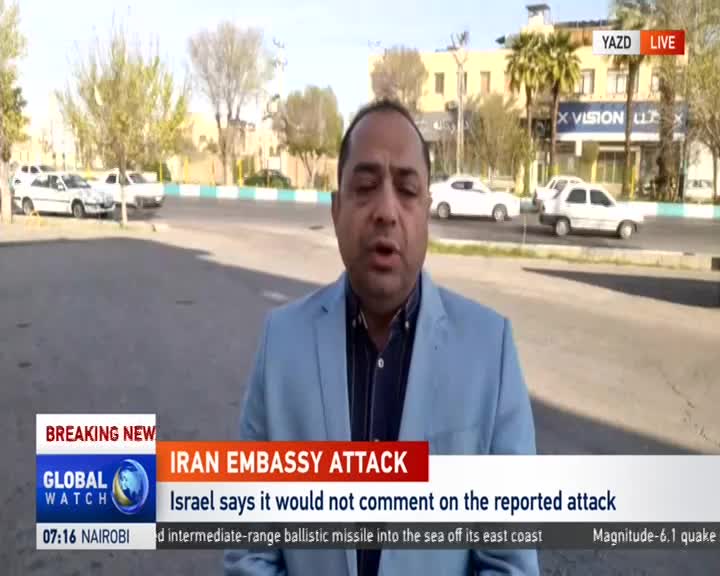 YAZD LIVE
X VISION
BREAKING NEW
IRAN EMBASSY ATTACK
GLOBAL
WATCH
Israel says it would not comment on the reported attack
07:16 NAIROBI
ed intermediate-range ballistic missile into the sea off its east coast Magnitude-6.1 quake